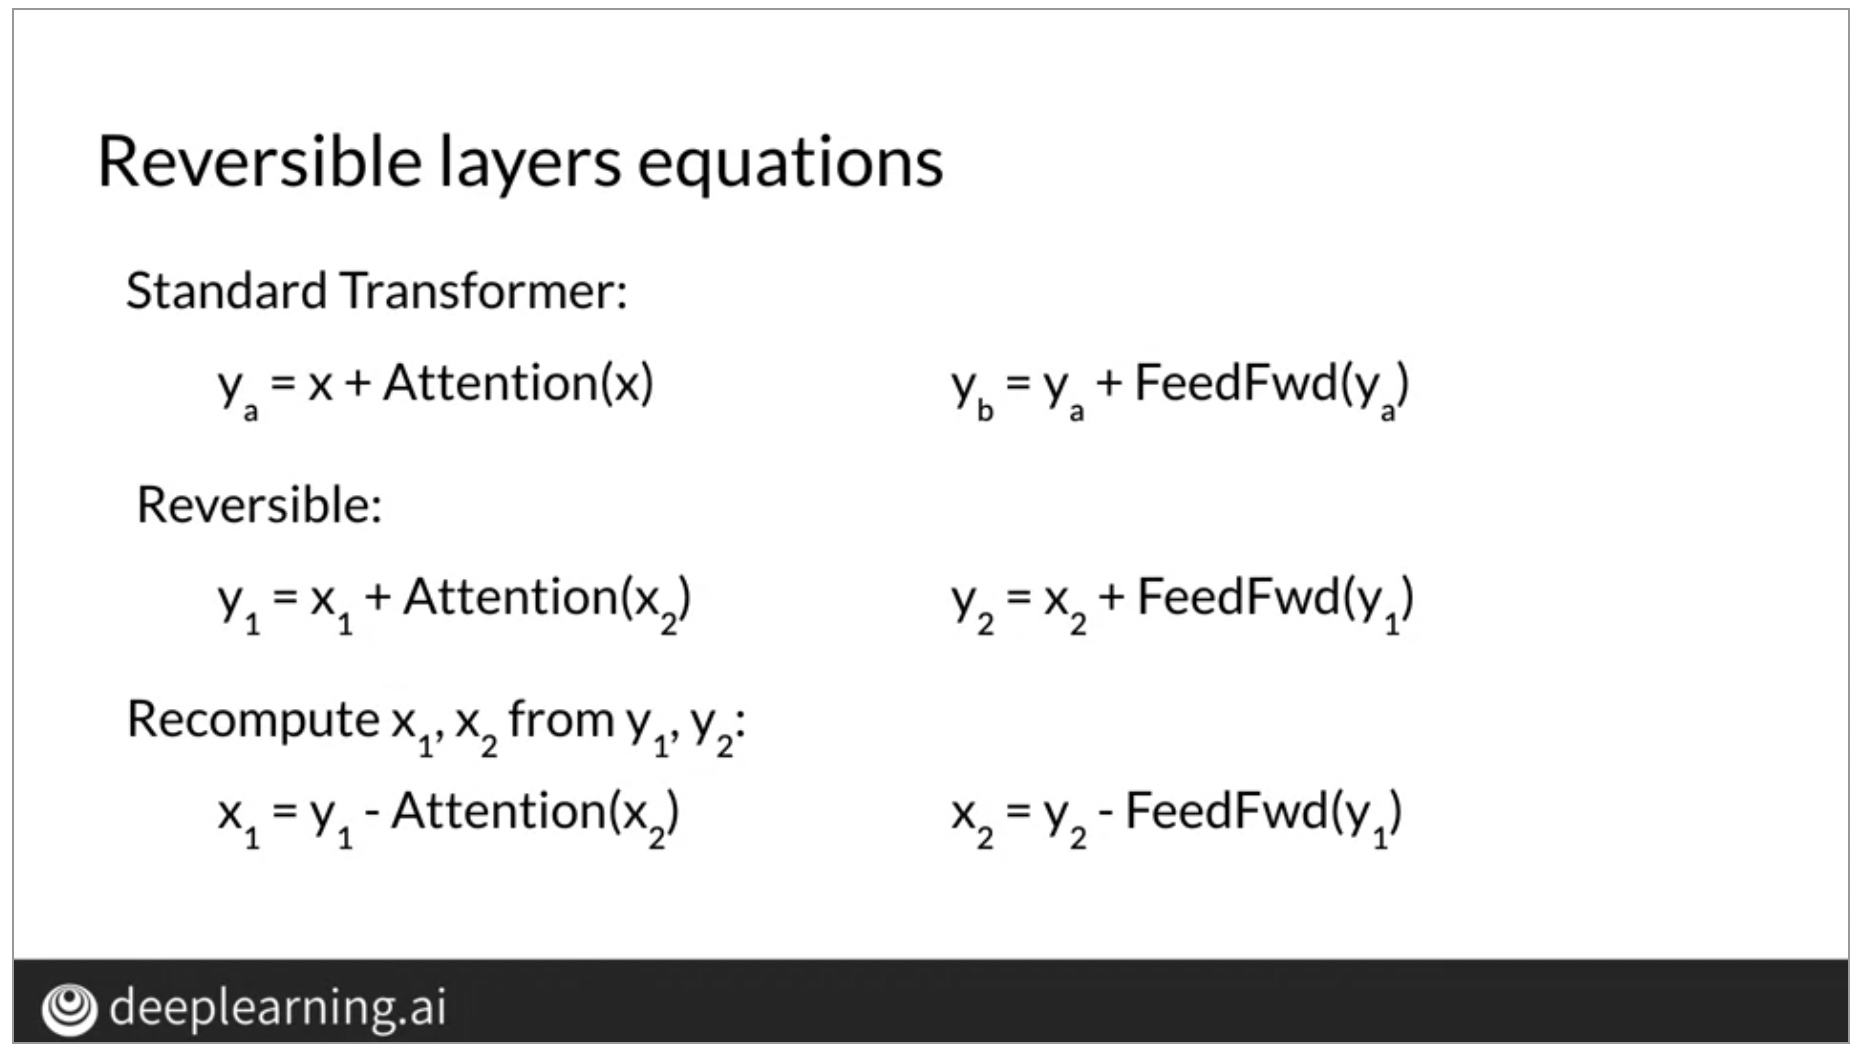 Reversible layers equations
Standard Transformer:
yₐ = x + Attention(x)
y_b = yₐ + FeedFwd(yₐ)
Reversible:
y₁ = x₁ + Attention(x₂)
y₂ = x₂ + FeedFwd(y₁)
Recompute x₁, x₂ from y₁, y₂:
x₁ = y₁ - Attention(x₂)
x₂ = y₂ - FeedFwd(y₁)
deeplearning.ai